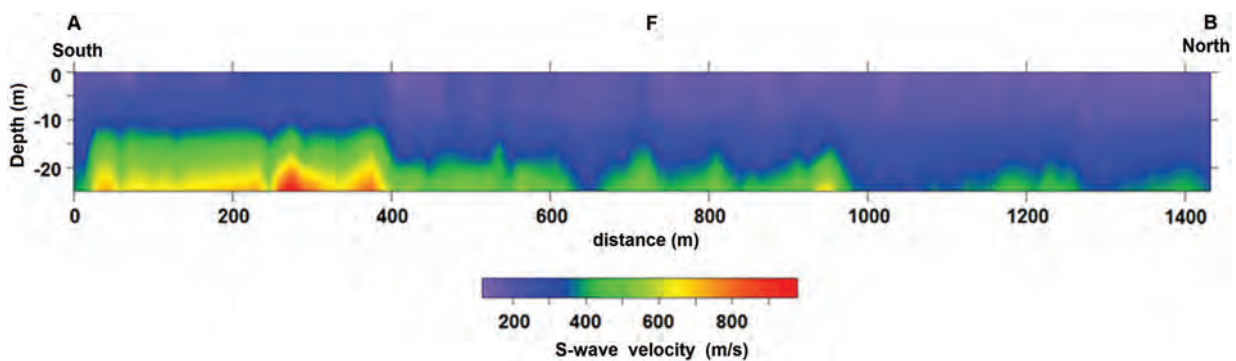 A F B
South North
0
-10
-20
Depth (m)
0 200 400 600 800 1000 1200 1400
distance (m)
200 400 600 800
S-wave velocity (m/s)